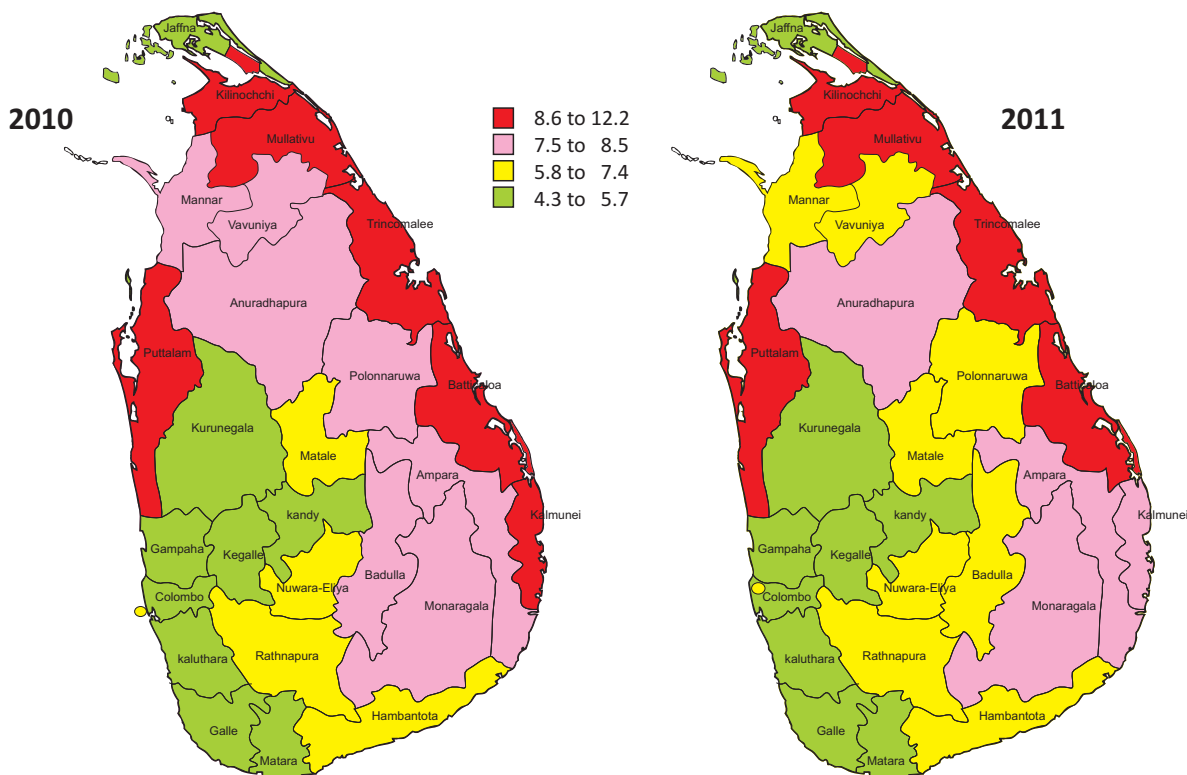 2010
Jaffna
Kilinochchi
Mullativu
Mannar
Vavuniya
Trincomalee
Anuradhapura
Puttalam
Polonnaruwa
Batticaloa
Kurunegala
Matale
Ampara
kandy
Kalmunei
Gampaha
Kegalle
Badulla
Nuwara-Eliya
Colombo
Monaragala
kaluthara
Rathnapura
Hambantota
Galle
Matara
8.6 to 12.2
7.5 to 8.5
5.8 to 7.4
4.3 to 5.7
2011
Jaffna
Kilinochchi
Mullativu
Mannar
Vavuniya
Trincomalee
Anuradhapura
Puttalam
Polonnaruwa
Batticaloa
Kurunegala
Matale
Ampara
kandy
Kalmunei
Gampaha
Kegalle
Badulla
Nuwara-Eliya
Colombo
Monaragala
kaluthara
Rathnapura
Hambantota
Galle
Matara